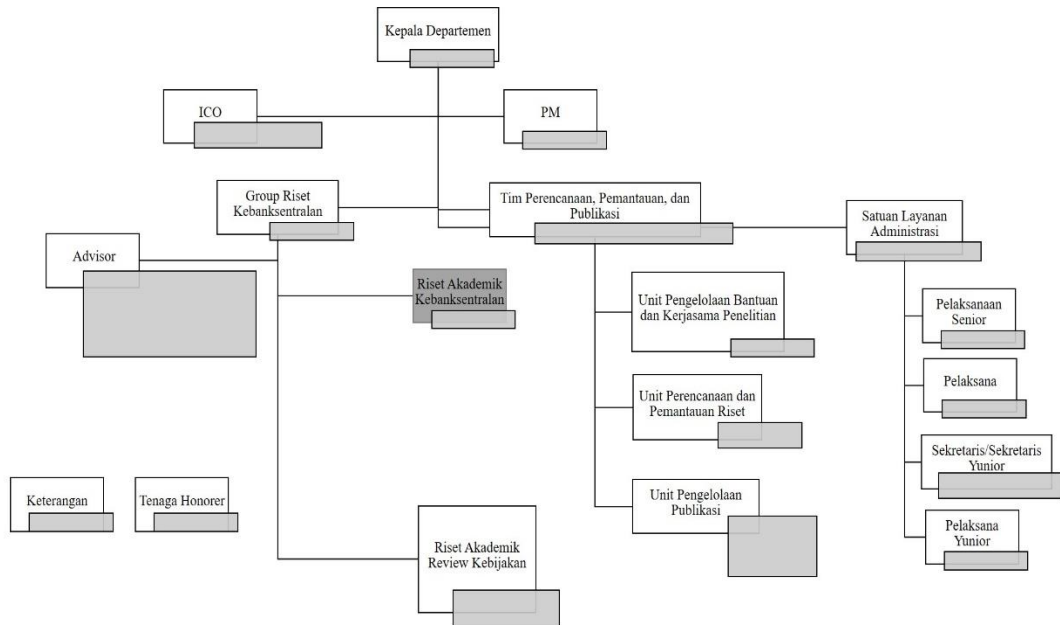 Kepala Departemen
ICO
PM
Group Riset
Kebanksentralan
Tim Perencanaan, Pemantauan, dan
Publikasi
Satuan Layanan
Administrasi
Advisor
Riset Akademik
Kebanksentralan
Unit Pengelolaan Bantuan
dan Kerjasama Penelitian
Pelaksanaan
Senior
Unit Perencanaan dan
Pemantauan Riset
Pelaksana
Sekretaris/Sekretaris
Yunior
Keterangan
Tenaga Honorer
Unit Pengelolaan
Publikasi
Pelaksana
Yunior
Riset Akademik
Review Kebijakan